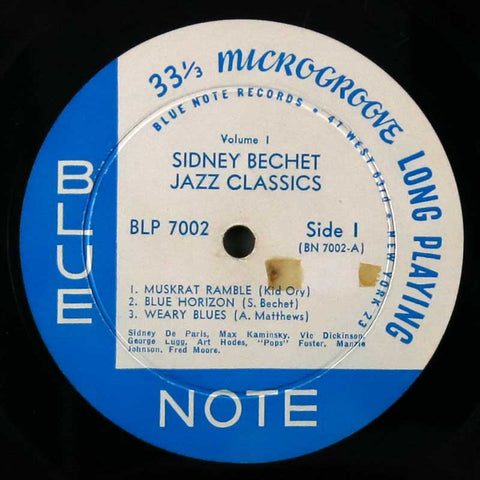 33⅓ MICROGROOVE LONG PLAYING
BLUE NOTE RECORDS • 47 WEST 63rd • NEW YORK 23
Volume 1
SIDNEY BECHET
JAZZ CLASSICS
BLP 7002
Side 1
(BN 7002-A)
1. MUSKRAT RAMBLE (Kid Ory)
2. BLUE HORIZON (S. Bechet)
3. WEARY BLUES (A. Matthews)
Sidney De Paris, Max Kaminsky, Vic Dickinson,
George Lugg, Art Hodes, "Pops" Foster, Manzie
Johnson, Fred Moore.
BLUE
NOTE